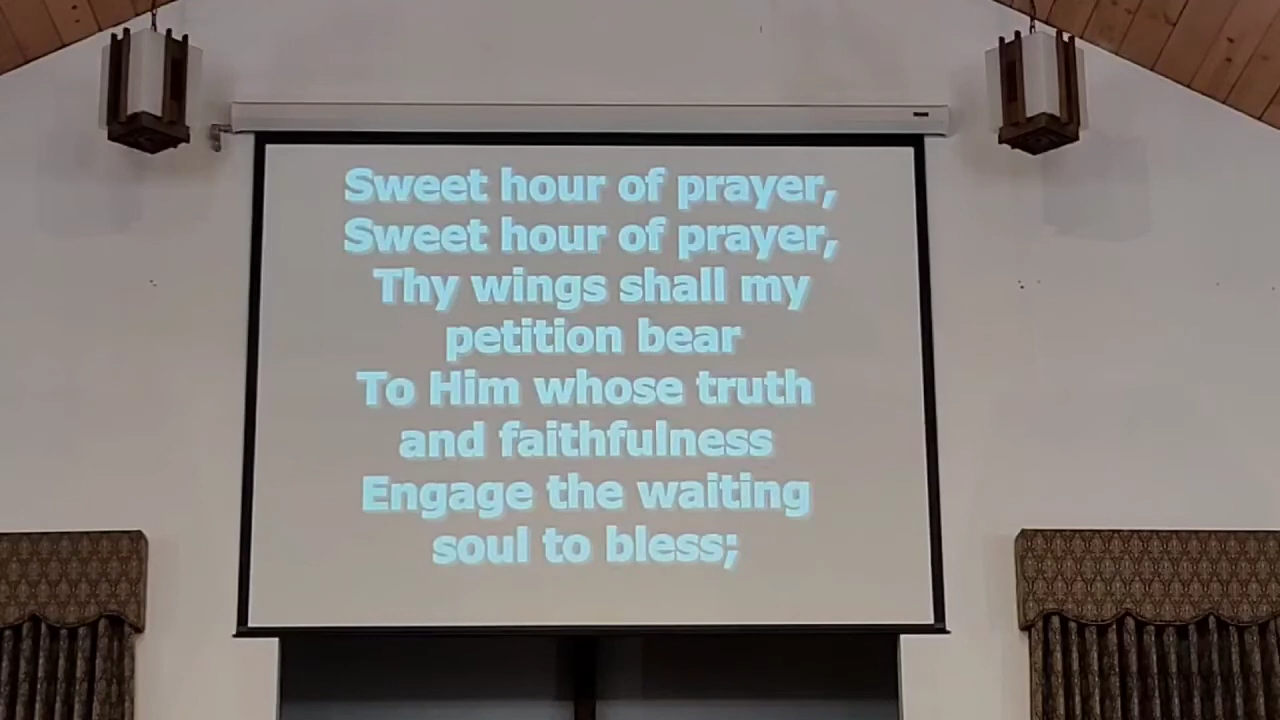 Sweet hour of prayer,
Sweet hour of prayer,
Thy wings shall my
petition bear
To Him whose truth
and faithfulness
Engage the waiting
soul to bless;